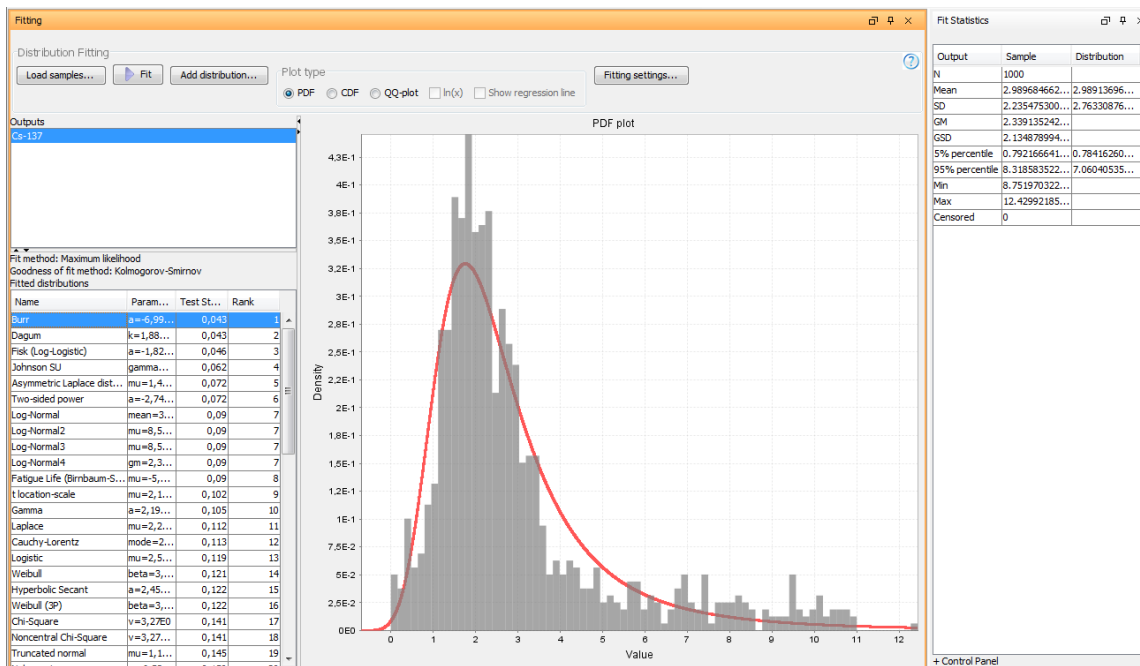 Fitting
Distribution Fitting
Load samples...
Fit
Add distribution...
Plot type
PDF
CDF
QQ-plot
ln(x)
Show regression line
Fitting settings...
Outputs
Cs-137
Fit method: Maximum likelihood
Goodness of fit method: Kolmogorov-Smirnov
Fitted distributions
Name Param... Test St... Rank
Burr a=-6,99... 0,043 1
Dagum k=1,88... 0,043 2
Fisk (Log-Logistic) a=-1,82... 0,046 3
Johnson SU gamma... 0,062 4
Asymmetric Laplace dist... mu=1,4... 0,072 5
Two-sided power a=-2,74... 0,072 6
Log-Normal mean=3... 0,09 7
Log-Normal2 mu=8,5... 0,09 7
Log-Normal3 mu=8,5... 0,09 7
Log-Normal4 gm=2,3... 0,09 7
Fatigue Life (Birnbaum-S... mu=-5,... 0,09 8
t location-scale mu=2,1... 0,102 9
Gamma a=2,19... 0,105 10
Laplace mu=2,2... 0,112 11
Cauchy-Lorentz mode=2... 0,113 12
Logistic mu=2,5... 0,119 13
Weibull beta=3,... 0,121 14
Hyperbolic Secant a=2,45... 0,122 15
Weibull (3P) beta=3,... 0,122 16
Chi-Square v=3,27E0 0,141 17
Noncentral Chi-Square v=3,27... 0,141 18
Truncated normal mu=1,1... 0,145 19
PDF plot
Density
4,3E-1
4E-1
3,8E-1
3,5E-1
3,2E-1
3E-1
2,8E-1
2,5E-1
2,2E-1
2E-1
1,8E-1
1,5E-1
1,2E-1
1E-1
7,5E-2
5E-2
2,5E-2
0E0
0 1 2 3 4 5 6 7 8 9 10 11 12
Value
Fit Statistics
Output Sample Distribution
N 1000
Mean 2.989684662... 2.98913696...
SD 2.235475300... 2.76330876...
GM 2.339135242...
GSD 2.134878994...
5% percentile 0.792166641... 0.78416260...
95% percentile 8.318583522... 7.06040535...
Min 8.751970322...
Max 12.42992185...
Censored 0
+ Control Panel